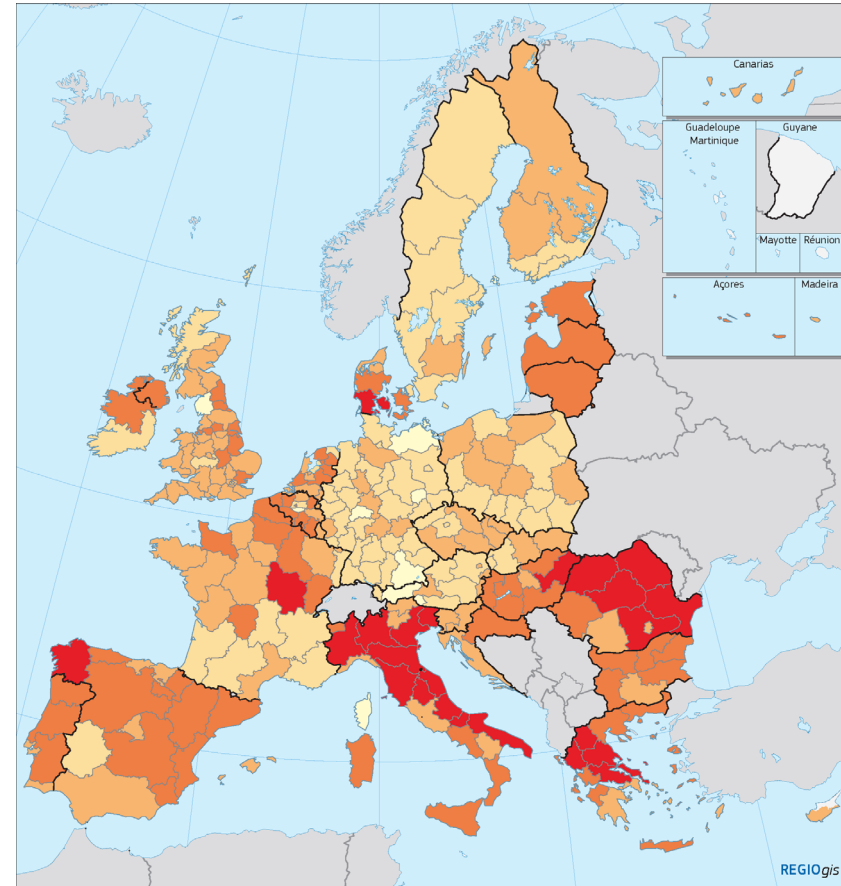 Canarias
Guadeloupe
Martinique
Guyane
Mayotte
Réunion
Açores
Madeira
REGIOgis